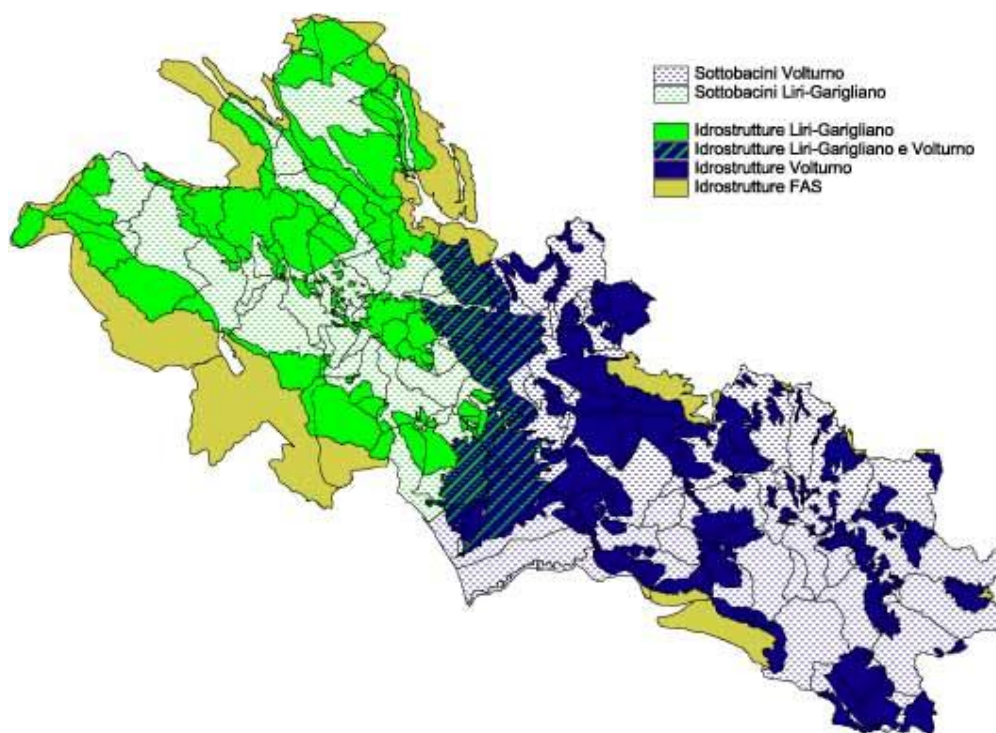 Sottobacini Volturno
Sottobacini Liri-Garigliano
Idrostrutture Liri-Garigliano
Idrostrutture Liri-Garigliano e Volturno
Idrostrutture Volturno
Idrostrutture FAS